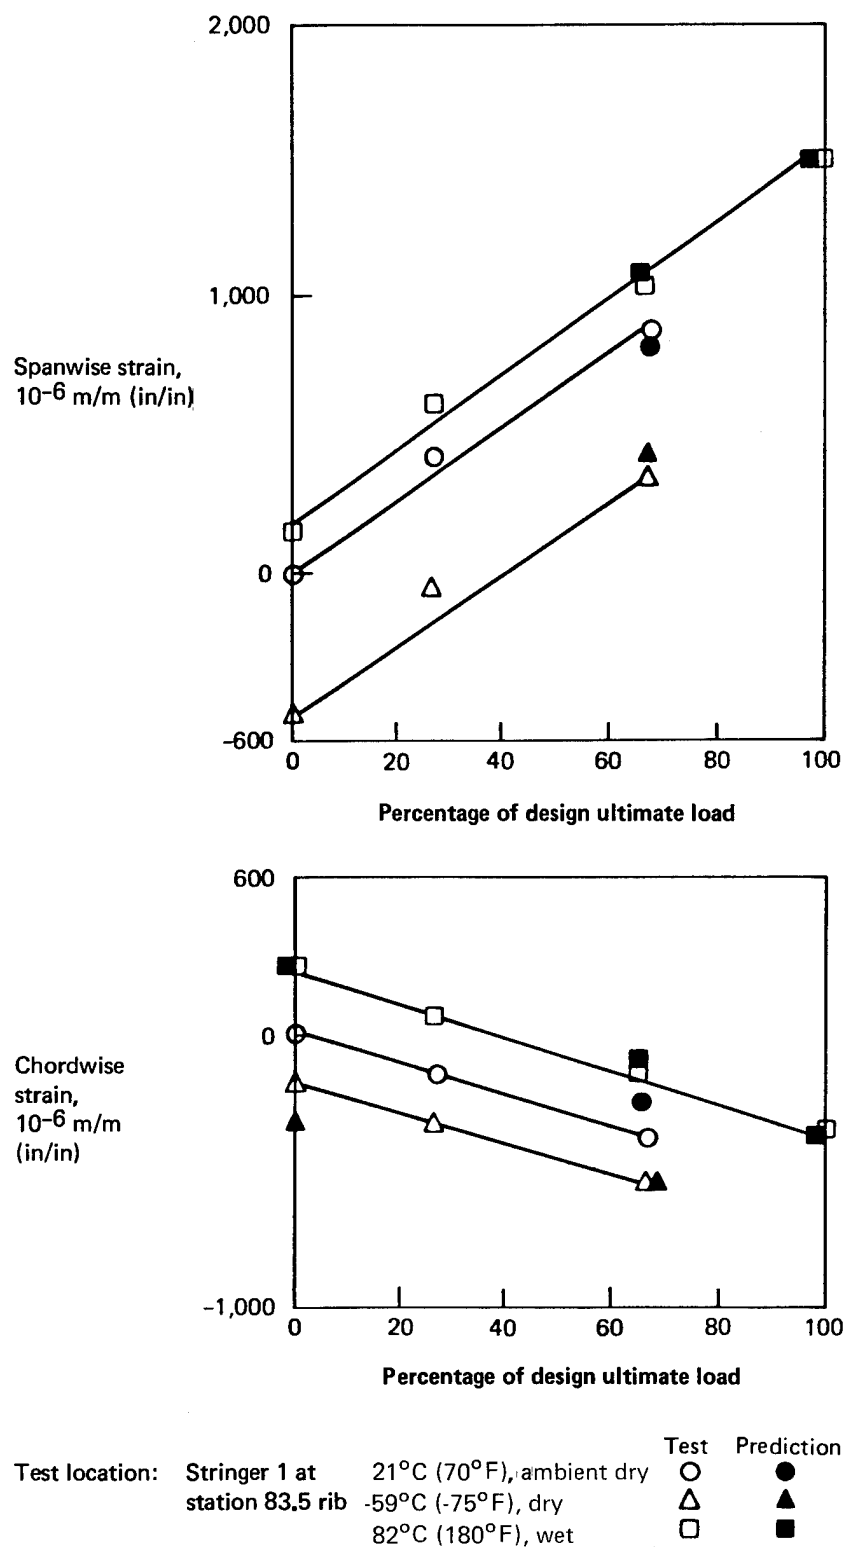 2,000
1,000
Spanwise strain,
10-6 m/m (in/in)
0
-600
0 20 40 60 80 100
Percentage of design ultimate load
600
0
Chordwise
strain,
10-6 m/m
(in/in)
-1,000
0 20 40 60 80 100
Percentage of design ultimate load
Test Prediction
Test location: Stringer 1 at 21°C (70°F), ambient dry
station 83.5 rib -59°C (-75°F), dry
82°C (180°F), wet